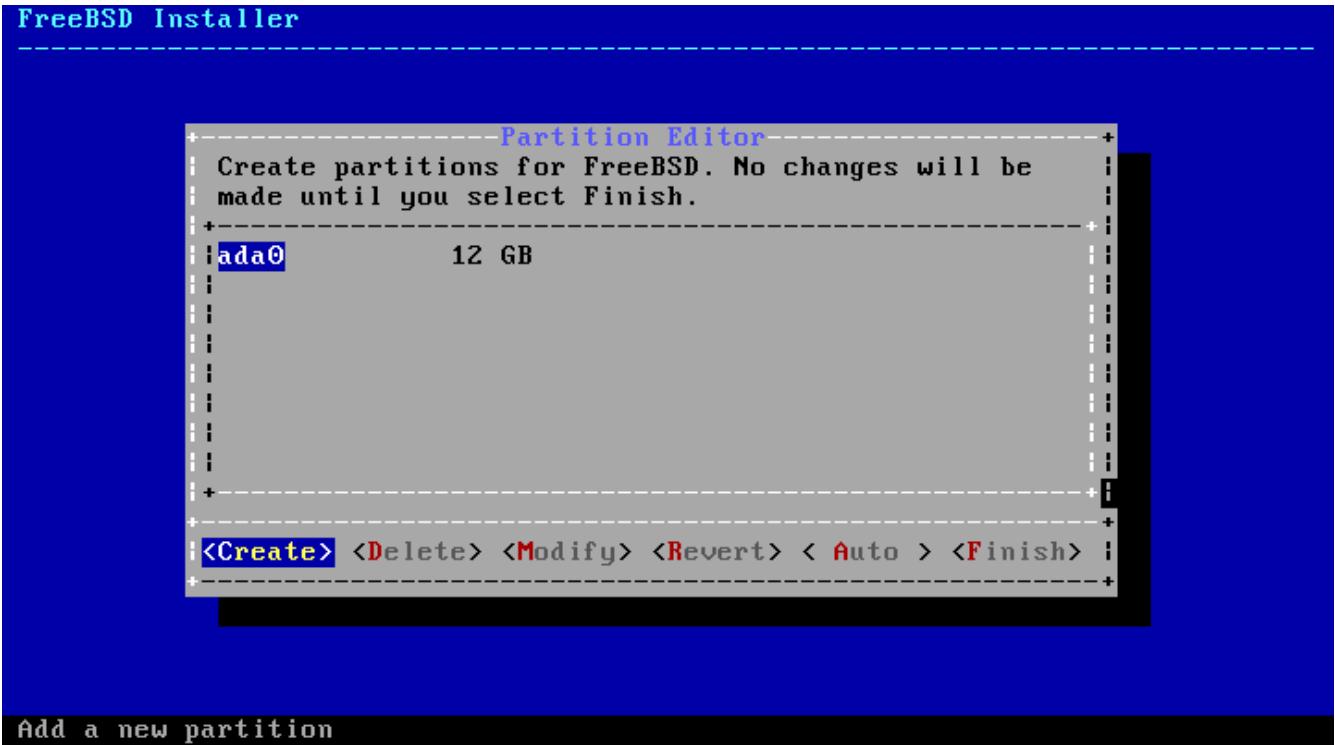 FreeBSD Installer
Partition Editor
Create partitions for FreeBSD. No changes will be
made until you select Finish.
ada0 12 GB
<Create> <Delete> <Modify> <Revert> < Auto > <Finish>
Add a new partition